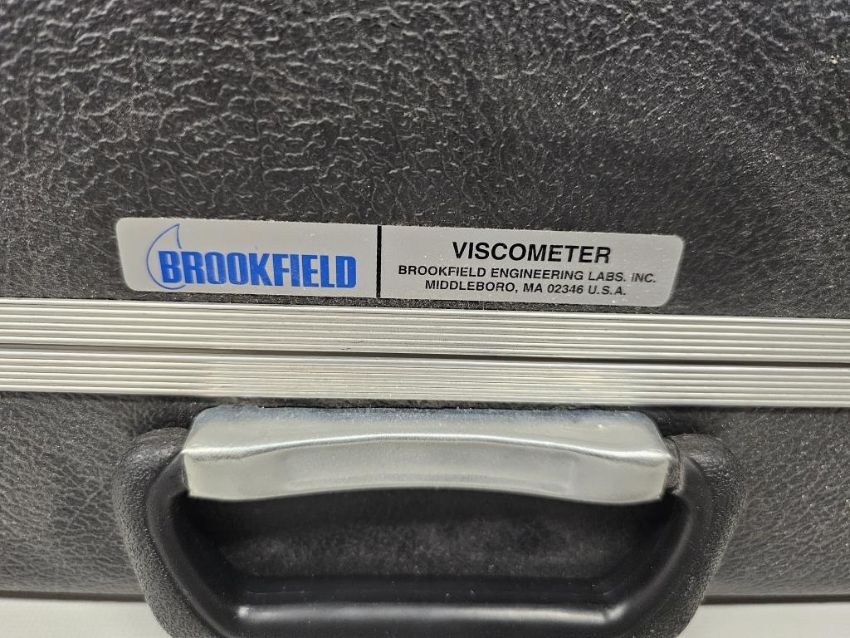 BROOKFIELD
VISCOMETER
BROOKFIELD ENGINEERING LABS. INC.
MIDDLEBORO, MA 02346 U.S.A.